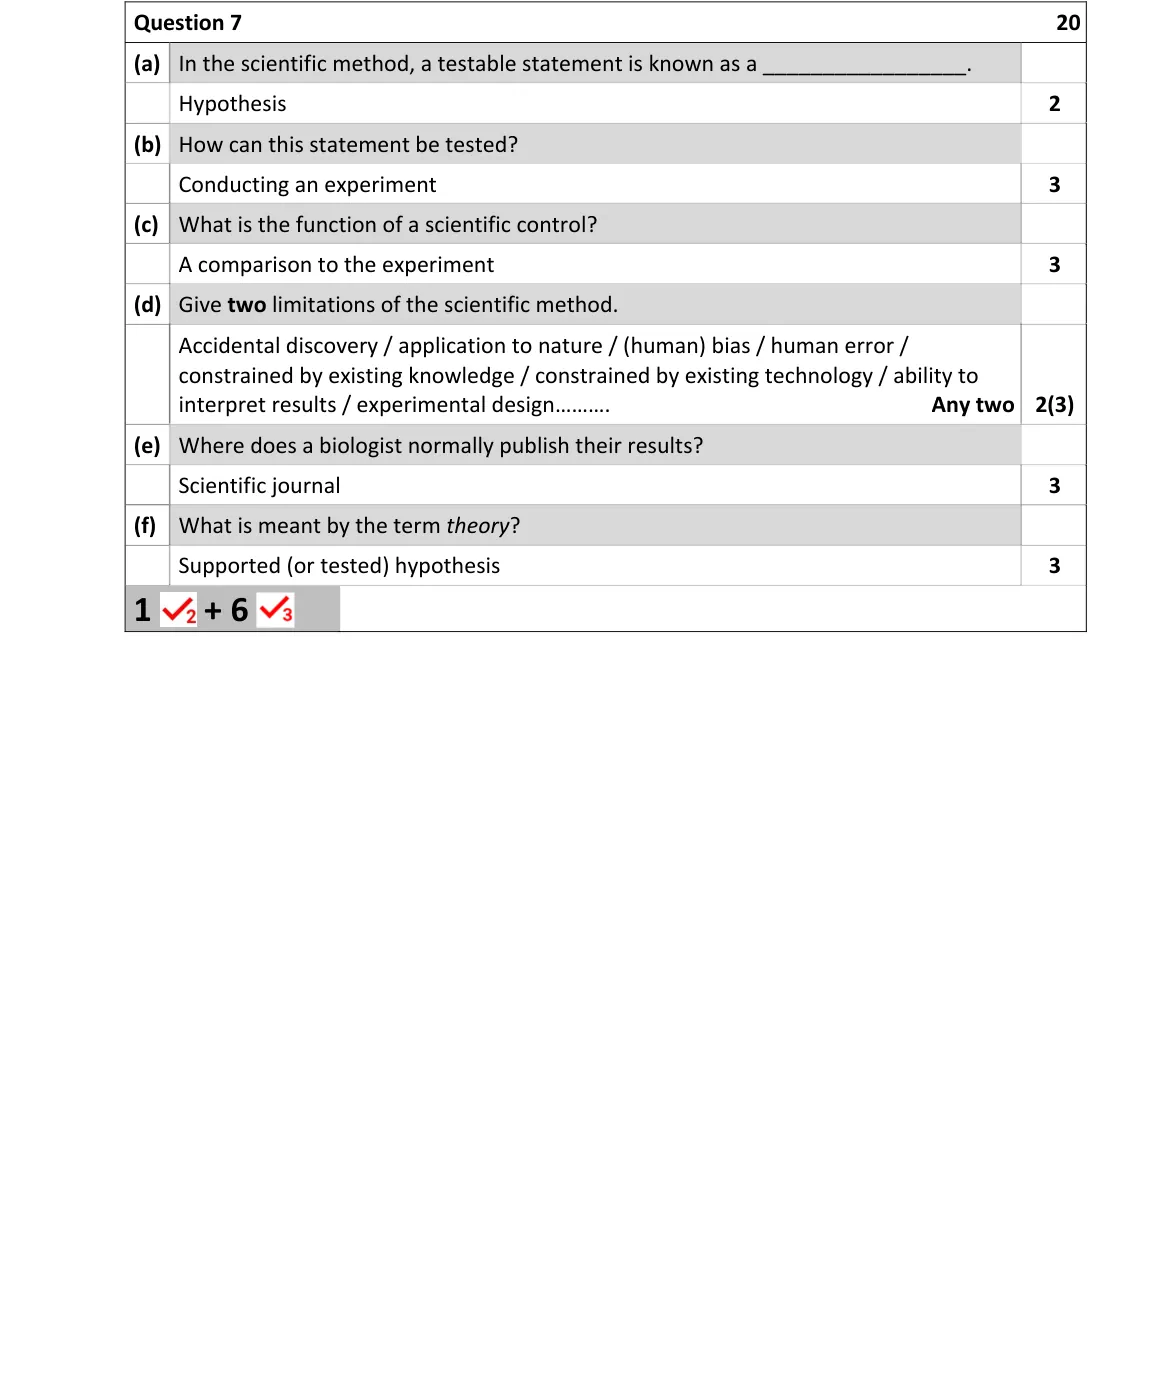 Question 7 20
(a) In the scientific method, a testable statement is known as a _________________.
Hypothesis 2
(b) How can this statement be tested?
Conducting an experiment 3
(c) What is the function of a scientific control?
A comparison to the experiment 3
(d) Give two limitations of the scientific method.
Accidental discovery / application to nature / (human) bias / human error /
constrained by existing knowledge / constrained by existing technology / ability to
interpret results / experimental design.......... Any two 2(3)
(e) Where does a biologist normally publish their results?
Scientific journal 3
(f) What is meant by the term theory?
Supported (or tested) hypothesis 3
1 ✓2 + 6 ✓3